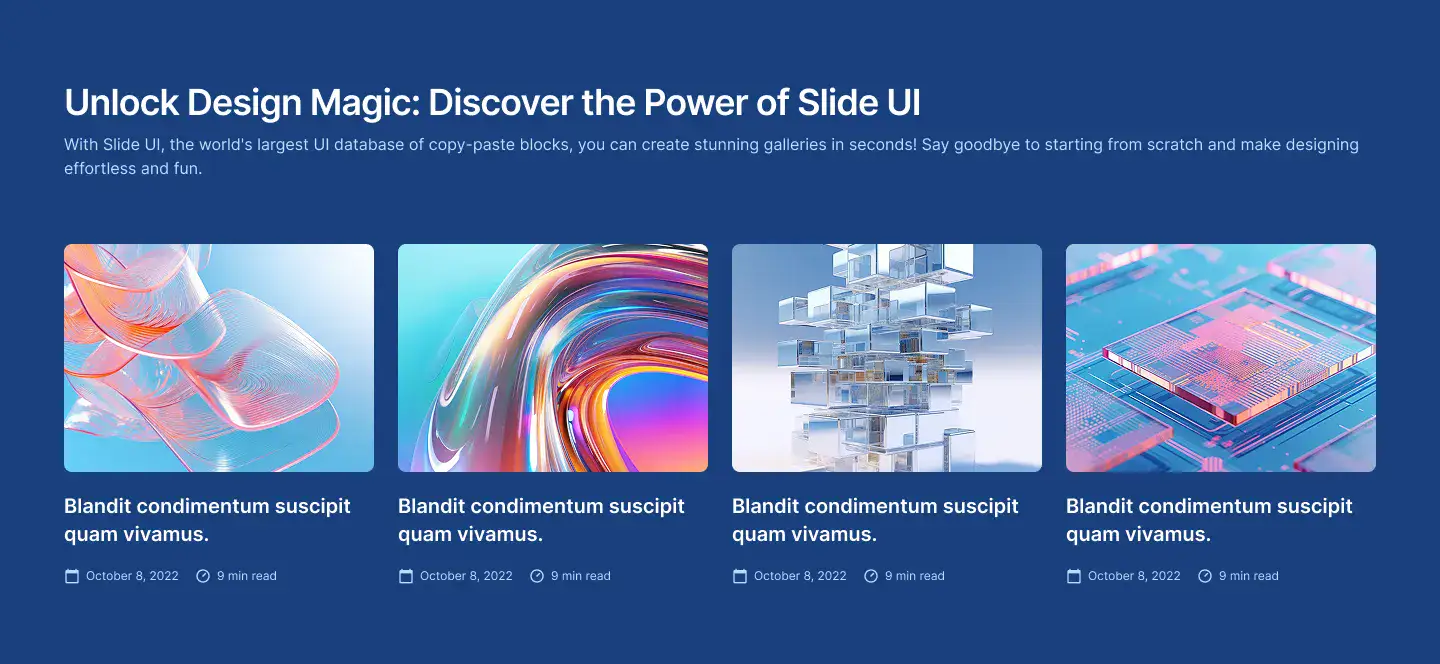 Unlock Design Magic: Discover the Power of Slide UI
With Slide UI, the world's largest UI database of copy-paste blocks, you can create stunning galleries in seconds! Say goodbye to starting from scratch and make designing
effortless and fun.
Blandit condimentum suscipit
quam vivamus.
October 8, 2022 9 min read
Blandit condimentum suscipit
quam vivamus.
October 8, 2022 9 min read
Blandit condimentum suscipit
quam vivamus.
October 8, 2022 9 min read
Blandit condimentum suscipit
quam vivamus.
October 8, 2022 9 min read